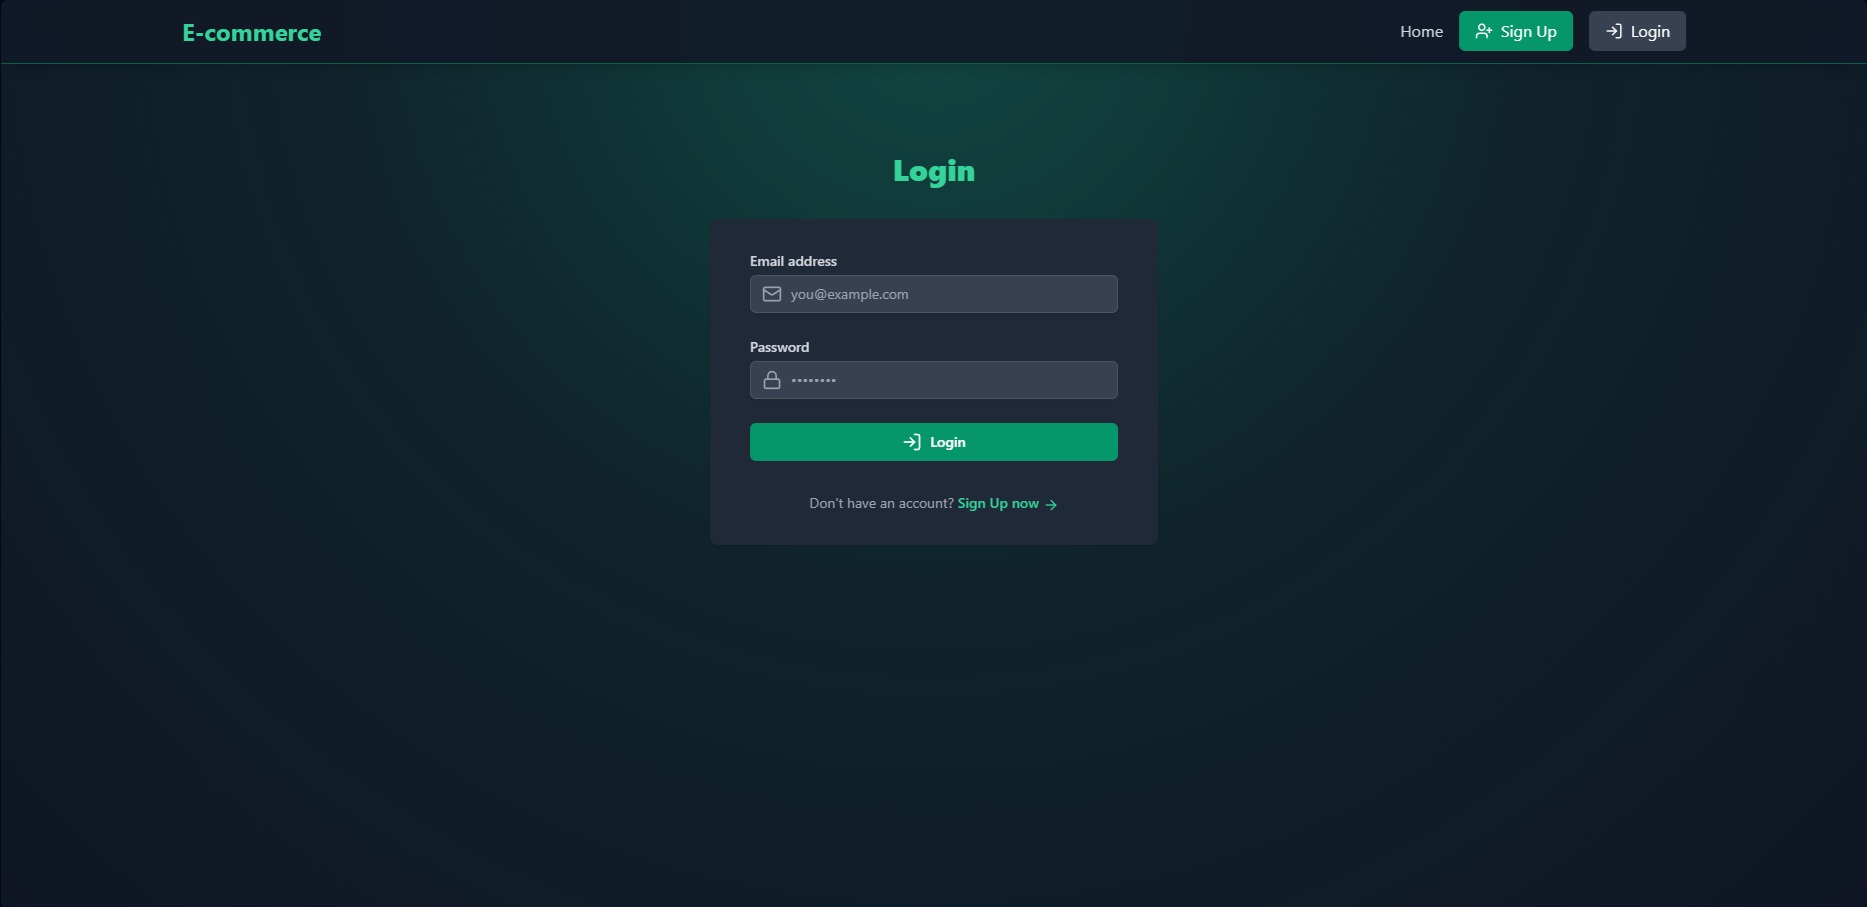 E-commerce
Home
Sign Up
Login
Login
Email address
you@example.com
Password
••••••••
Login
Don't have an account? Sign Up now →